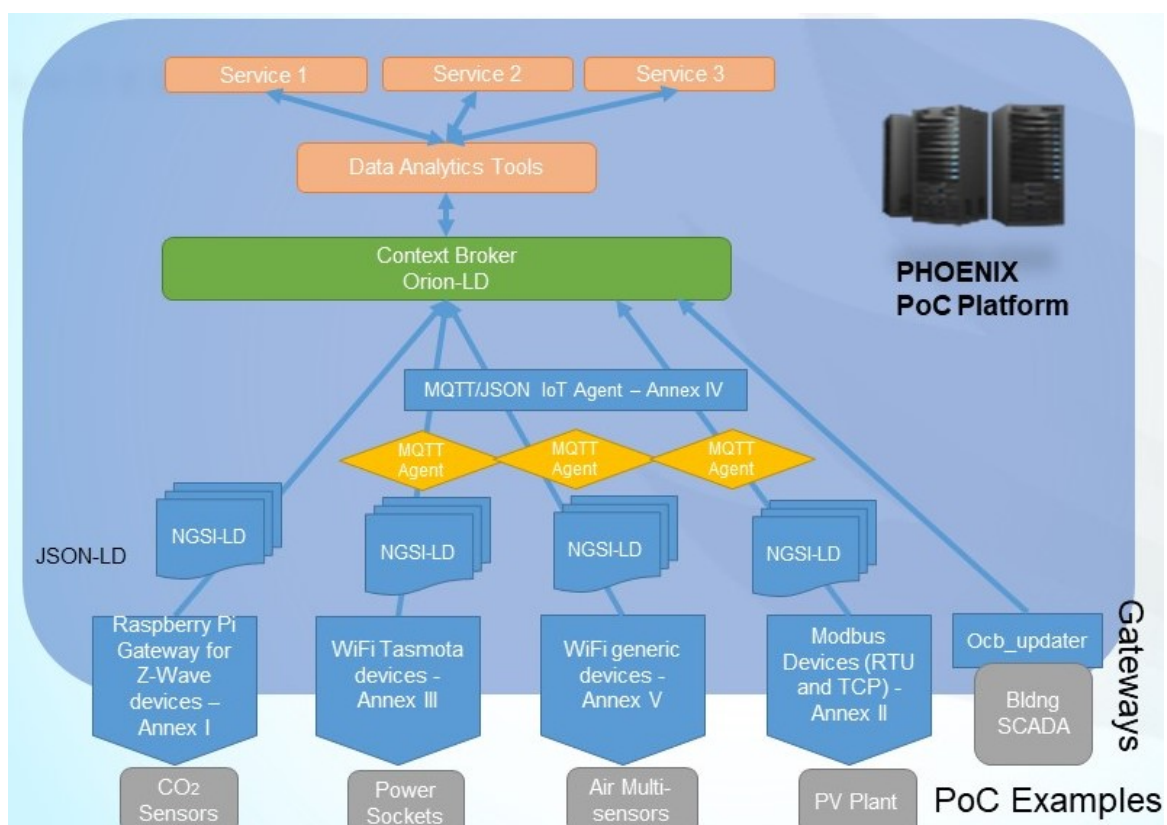 Service 1
Service 2
Service 3
Data Analytics Tools
Context Broker
Orion-LD
PHOENIX
PoC Platform
MQTT/JSON IoT Agent – Annex IV
MQTT
Agent
MQTT
Agent
MQTT
Agent
JSON-LD
NGSI-LD
NGSI-LD
NGSI-LD
NGSI-LD
Raspberry Pi
Gateway for
Z-Wave
devices –
Annex I
WiFi Tasmota
devices -
Annex III
WiFi generic
devices -
Annex V
Modbus
Devices (RTU
and TCP) -
Annex II
Ocb_updater
Bldng
SCADA
Gateways
CO2
Sensors
Power
Sockets
Air Multi-
sensors
PV Plant
PoC Examples